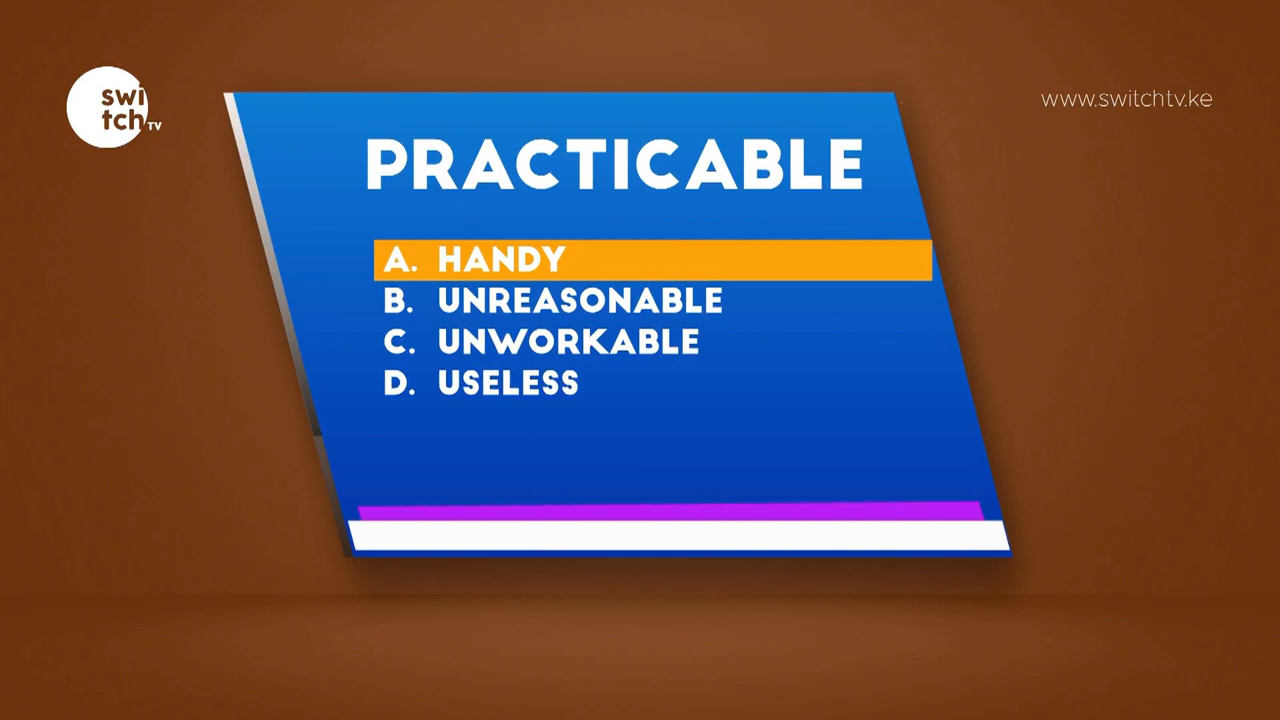 swi
tch TV
www.switchtv.ke
PRACTICABLE
A. HANDY
B. UNREASONABLE
C. UNWORKABLE
D. USELESS